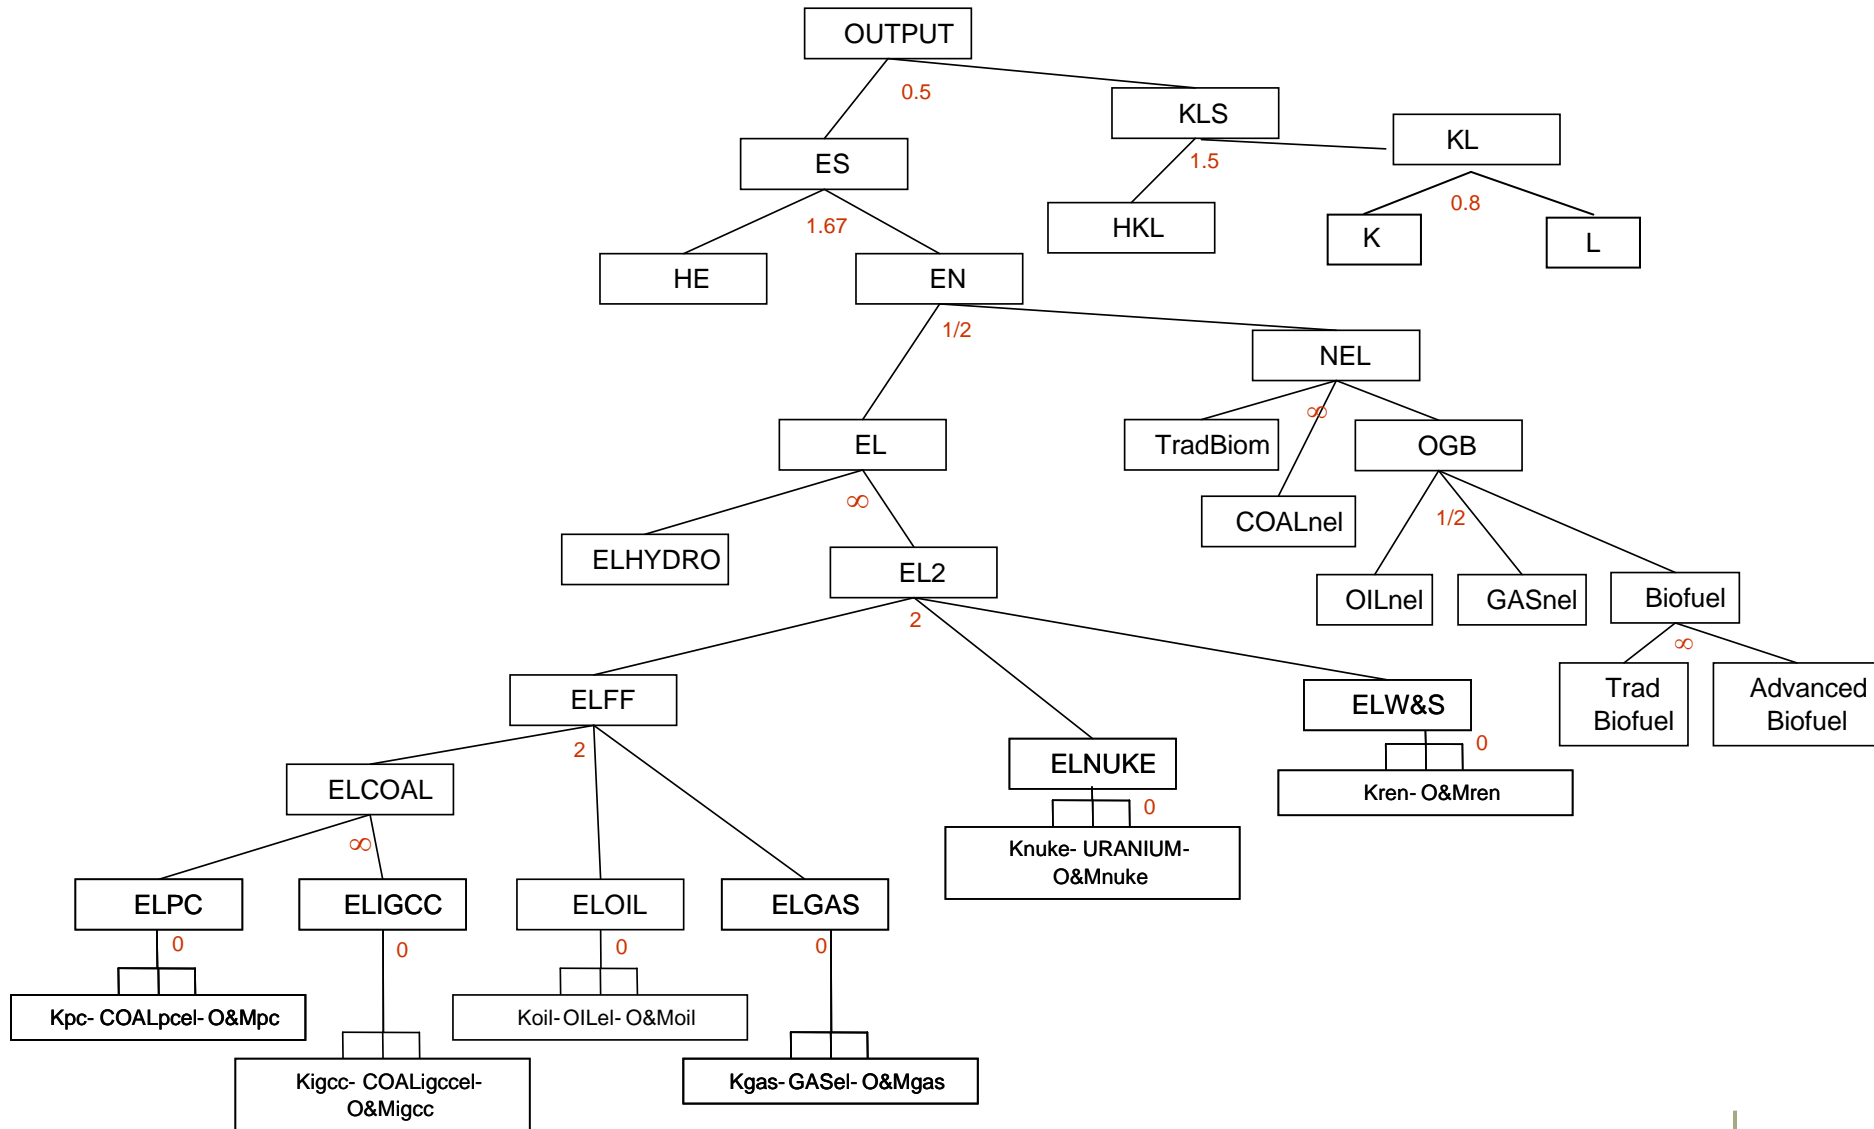 OUTPUT
0.5
KLS
KL
ES
1.5
1.67
HKL
0.8
K
L
HE
EN
1/2
NEL
EL
∞
TradBiom
∞
OGB
ELHYDRO
EL2
COALnel
1/2
2
OILnel
GASnel
Biofuel
∞
Trad
Biofuel
Advanced
Biofuel
ELFF
2
ELW&S
0
Kren- O&Mren
ELNUKE
0
Knuke- URANIUM-
O&Mnuke
ELCOAL
∞
ELPC
ELIGCC
ELOIL
ELGAS
0
0
0
0
Kpc- COALpcel- O&Mpc
Koil- OILel- O&Moil
Kigcc- COALigccel-
O&Migcc
Kgas- GASel- O&Mgas